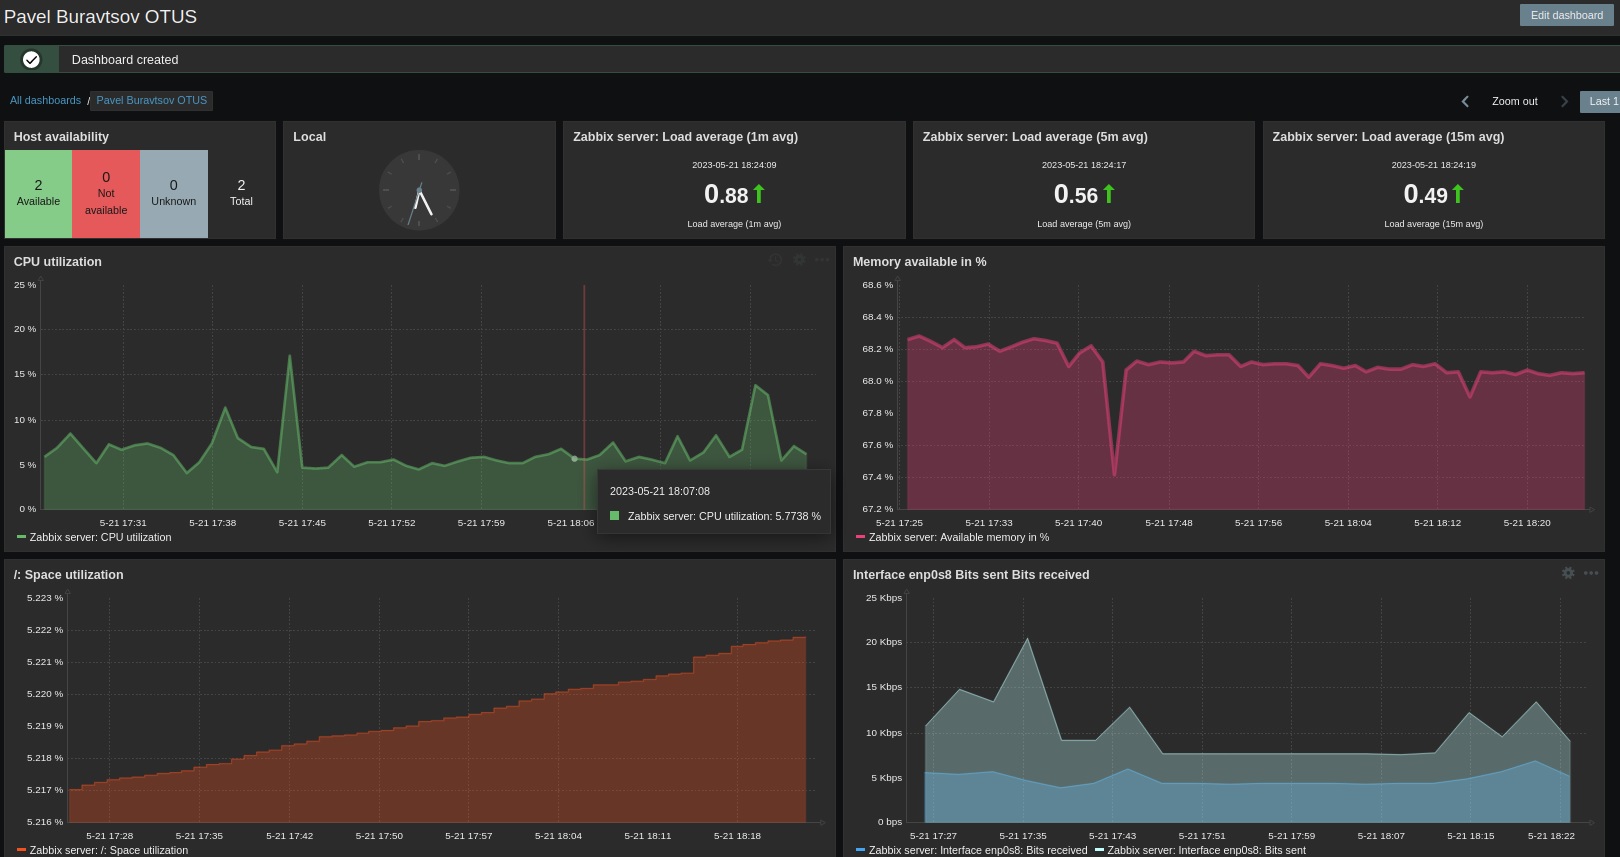 Pavel Buravtsov OTUS
Edit dashboard
Dashboard created
All dashboards / Pavel Buravtsov OTUS
Zoom out
Last 1
Host availability
2
Available
0
Not
available
0
Unknown
2
Total
Local
Zabbix server: Load average (1m avg)
2023-05-21 18:24:09
0.88
Load average (1m avg)
Zabbix server: Load average (5m avg)
2023-05-21 18:24:17
0.56
Load average (5m avg)
Zabbix server: Load average (15m avg)
2023-05-21 18:24:19
0.49
Load average (15m avg)
CPU utilization
25 %
20 %
15 %
10 %
5 %
0 %
5-21 17:31 5-21 17:38 5-21 17:45 5-21 17:52 5-21 17:59 5-21 18:06
2023-05-21 18:07:08
Zabbix server: CPU utilization: 5.7738 %
Zabbix server: CPU utilization
Memory available in %
68.6 %
68.4 %
68.2 %
68.0 %
67.8 %
67.6 %
67.4 %
67.2 %
5-21 17:25 5-21 17:33 5-21 17:40 5-21 17:48 5-21 17:56 5-21 18:04 5-21 18:12 5-21 18:20
Zabbix server: Available memory in %
/: Space utilization
5.223 %
5.222 %
5.221 %
5.220 %
5.219 %
5.218 %
5.217 %
5.216 %
5-21 17:28 5-21 17:35 5-21 17:42 5-21 17:50 5-21 17:57 5-21 18:04 5-21 18:11 5-21 18:18
Zabbix server: /: Space utilization
Interface enp0s8 Bits sent Bits received
25 Kbps
20 Kbps
15 Kbps
10 Kbps
5 Kbps
0 bps
5-21 17:27 5-21 17:35 5-21 17:43 5-21 17:51 5-21 17:59 5-21 18:07 5-21 18:15 5-21 18:22
Zabbix server: Interface enp0s8: Bits received Zabbix server: Interface enp0s8: Bits sent